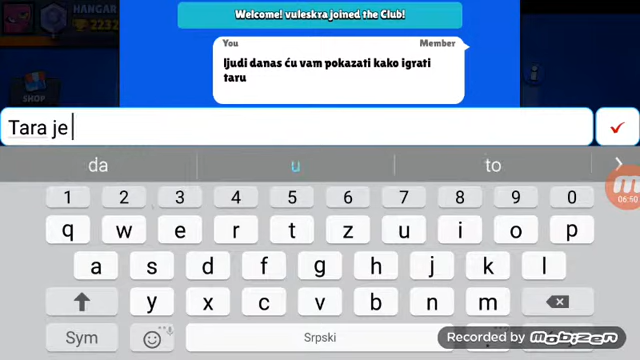 HANGAR
2232
Welcome! vuleskra joined the Club!
You Member
ljudi danas ću vam pokazati kako igrati
taru
SHOP
Tara je
da u to
06:50
1 2 3 4 5 6 7 8 9 0
q w e r t z u i o p
a s d f g h j k l
y x c v b n m
Sym Srpski
Recorded by Mobizen